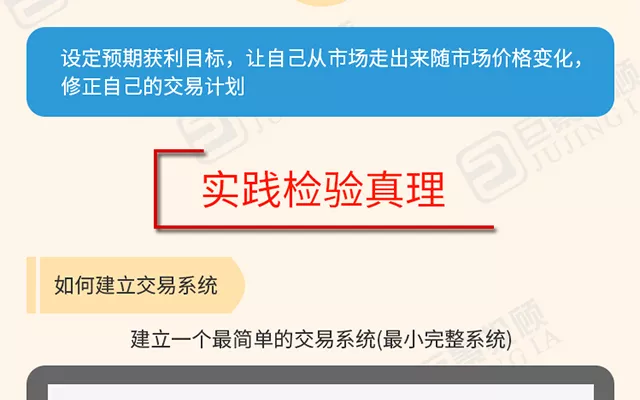 设定预期获利目标，让自己从市场走出来随市场价格变化，
修正自己的交易计划
实践检验真理
如何建立交易系统
建立一个最简单的交易系统(最小完整系统)